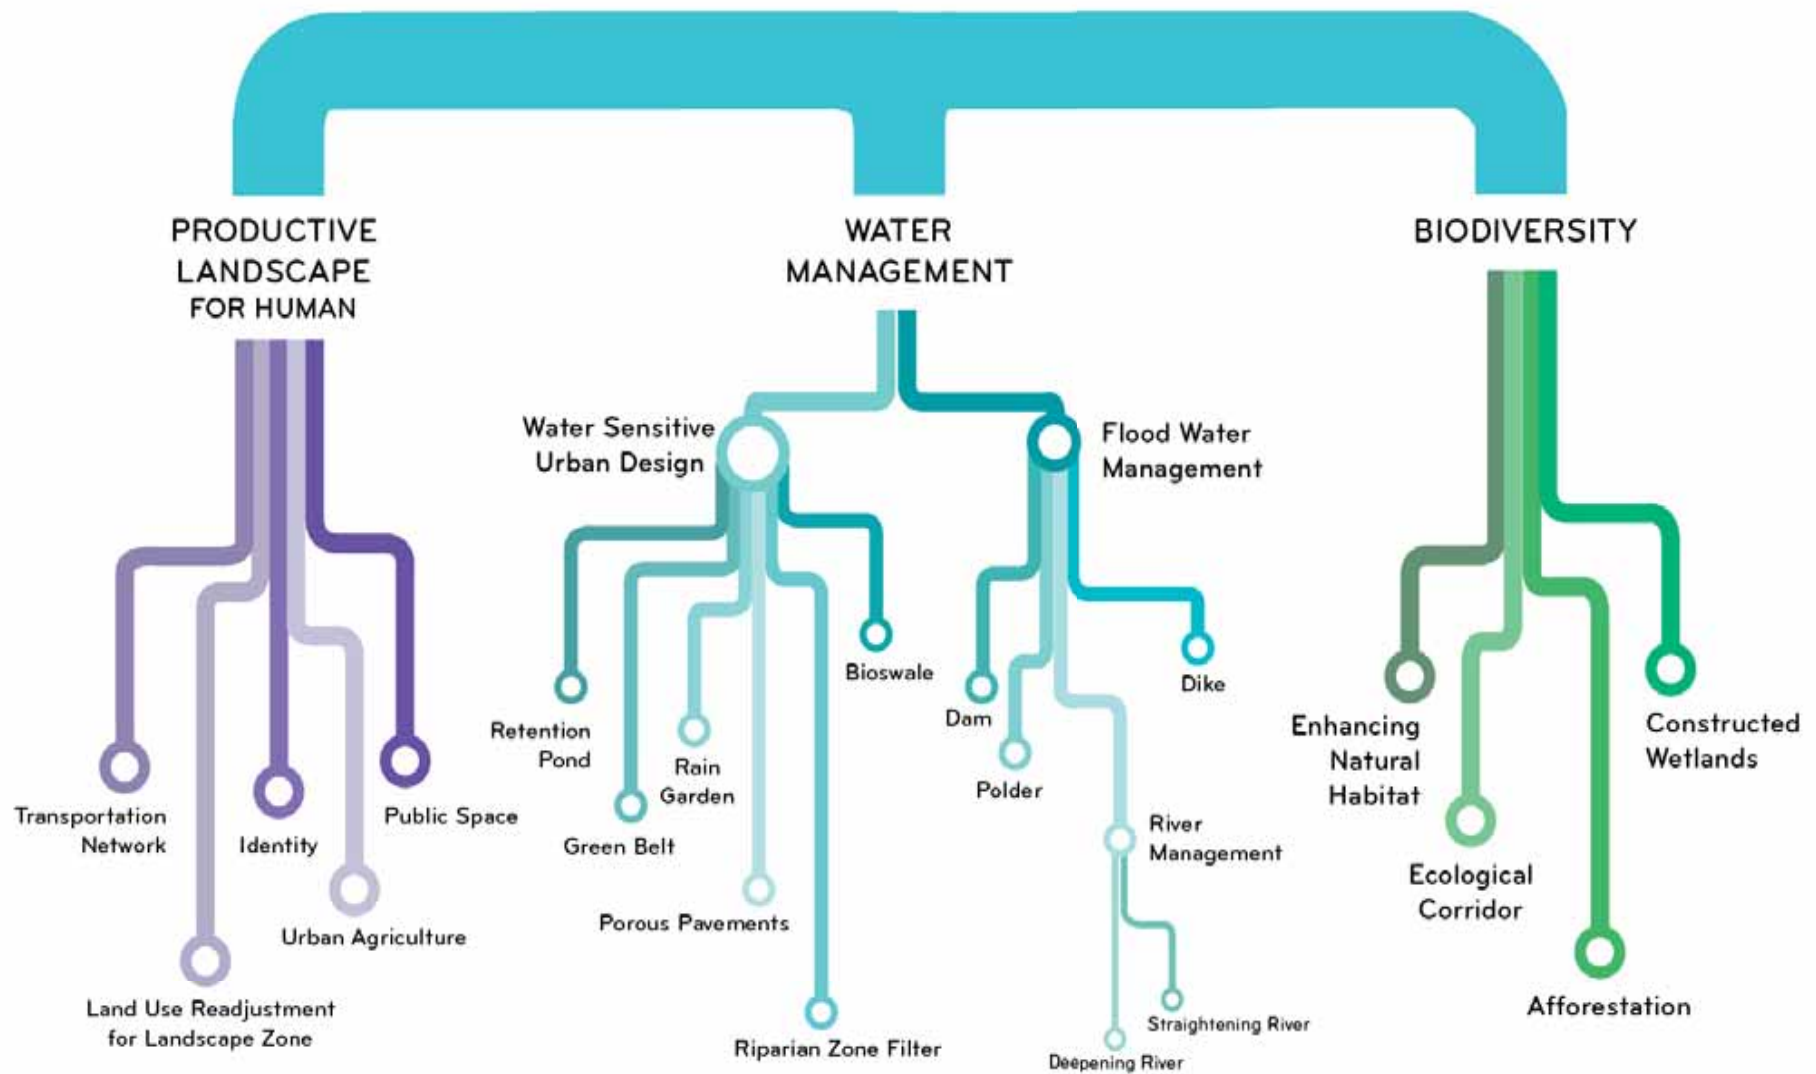 PRODUCTIVE
LANDSCAPE
FOR HUMAN
WATER
MANAGEMENT
BIODIVERSITY
Water Sensitive
Urban Design
Flood Water
Management
Transportation
Network
Land Use Readjustment
for Landscape Zone
Identity
Urban Agriculture
Public Space
Retention
Pond
Green Belt
Rain
Garden
Porous Pavements
Riparian Zone Filter
Bioswale
Dam
Polder
River
Management
Deepening River
Straightening River
Dike
Enhancing
Natural
Habitat
Ecological
Corridor
Afforestation
Constructed
Wetlands